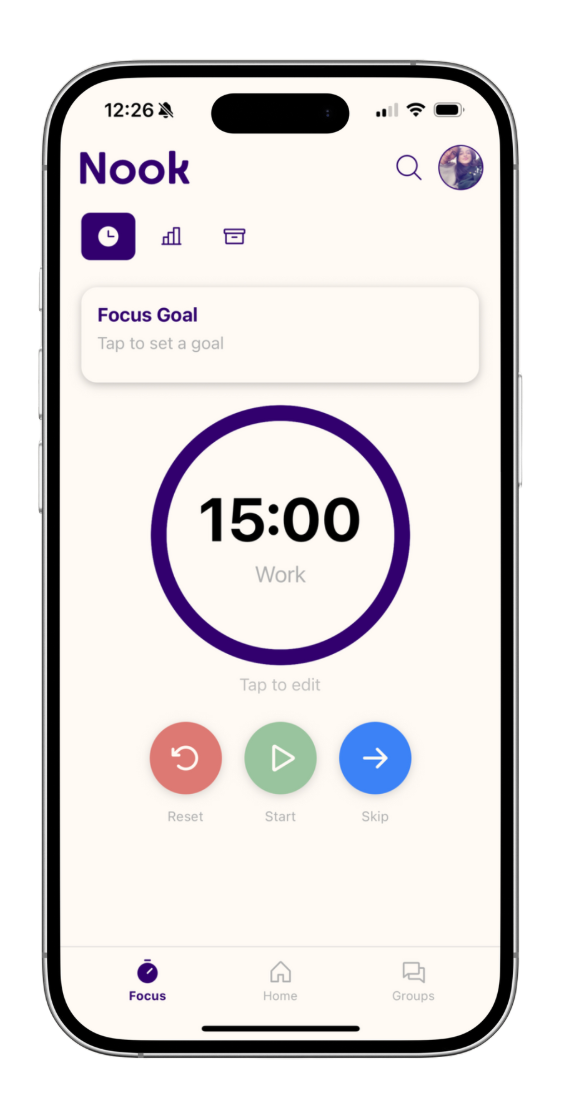 12:26
Nook
Focus Goal
Tap to set a goal
15:00
Work
Tap to edit
Reset
Start
Skip
Focus
Home
Groups